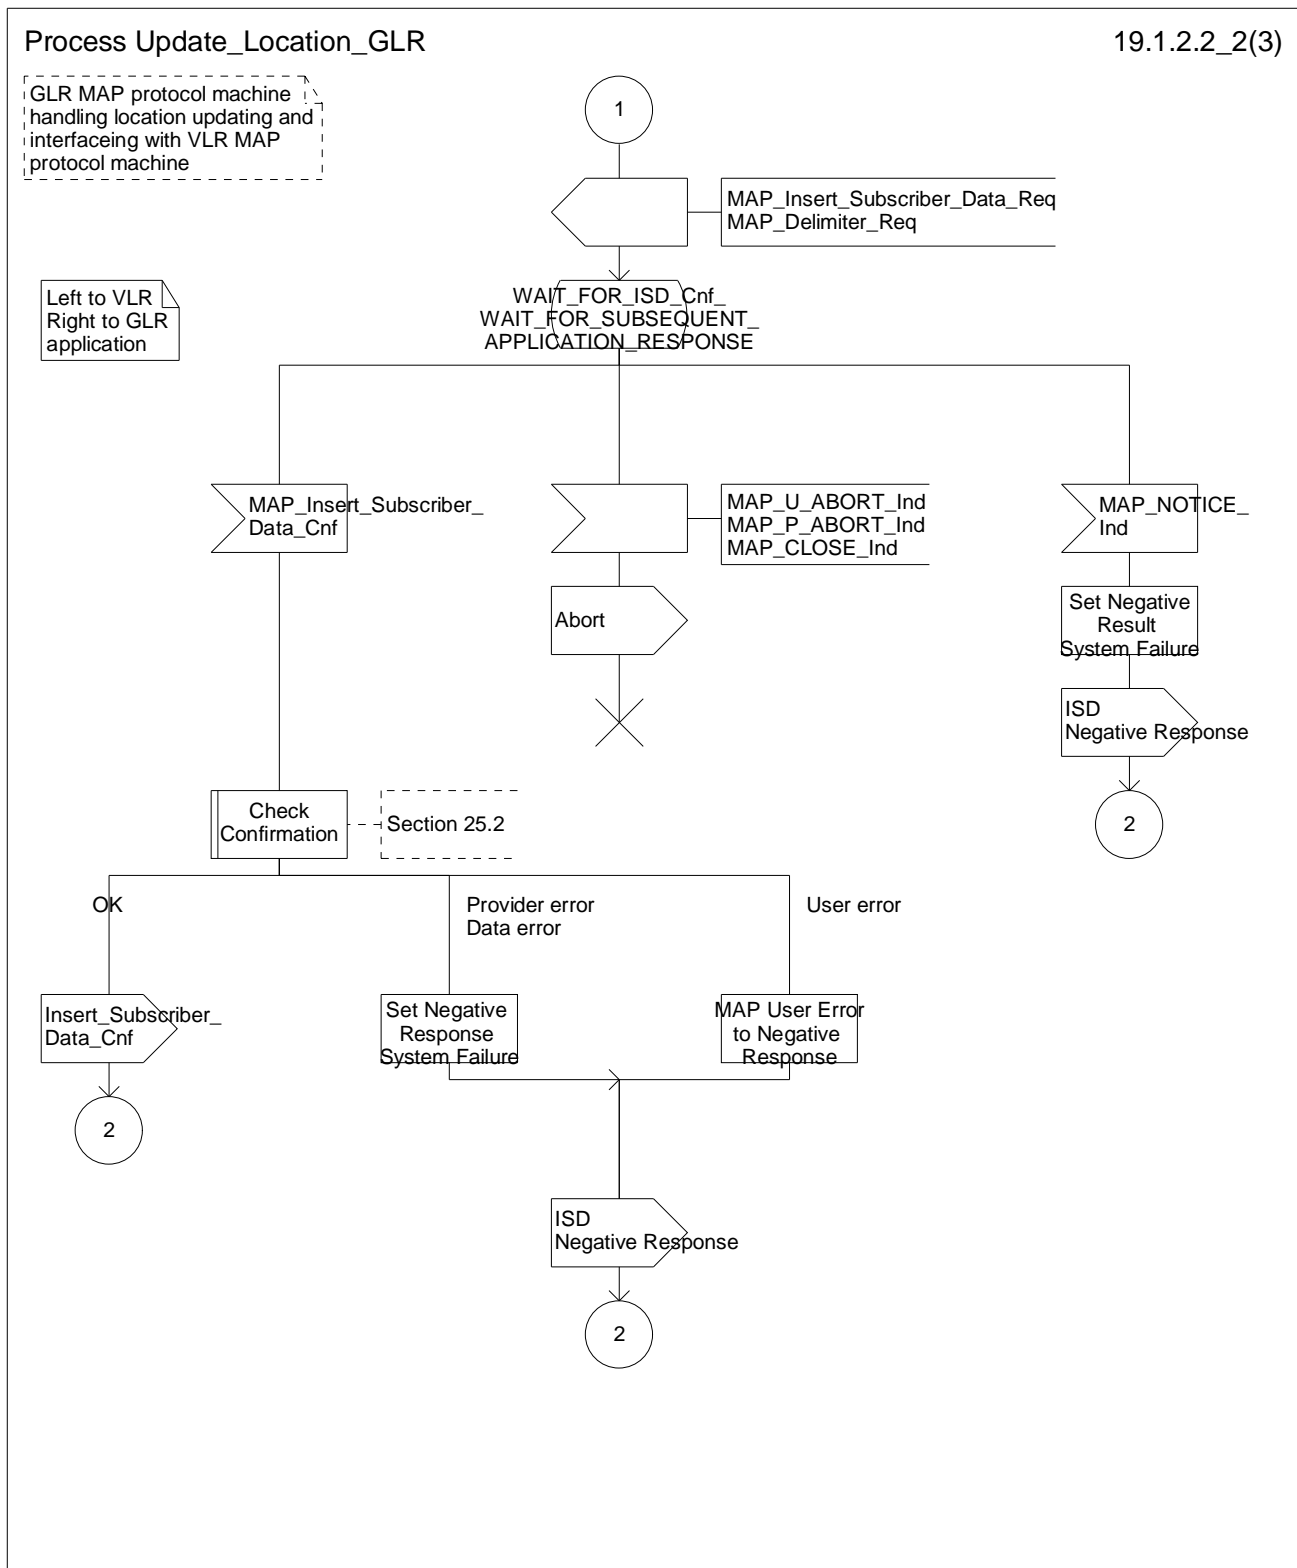 Process Update_Location_GLR
19.1.2.2_2(3)
GLR MAP protocol machine
handling location updating and
interfaceing with VLR MAP
protocol machine
1
MAP_Insert_Subscriber_Data_Req
MAP_Delimiter_Req
Left to VLR
Right to GLR
application
WAIT_FOR_ISD_Cnf_
WAIT_FOR_SUBSEQUENT_
APPLICATION_RESPONSE
MAP_Insert_Subscriber_
Data_Cnf
MAP_U_ABORT_Ind
MAP_P_ABORT_Ind
MAP_CLOSE_Ind
MAP_NOTICE_
Ind
Abort
Set Negative
Result
System Failure
ISD
Negative Response
2
Check
Confirmation
Section 25.2
OK
Provider error
Data error
User error
Insert_Subscriber_
Data_Cnf
Set Negative
Response
System Failure
MAP User Error
to Negative
Response
2
ISD
Negative Response
2